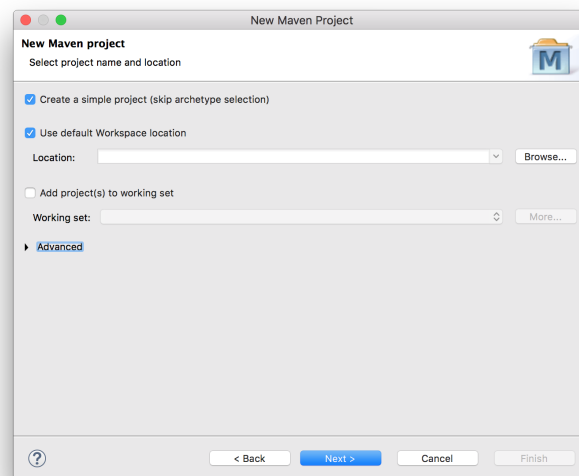 New Maven Project
New Maven project
Select project name and location
M
Create a simple project (skip archetype selection)
Use default Workspace location
Location:
Browse...
Add project(s) to working set
Working set:
More...
Advanced
?
< Back
Next >
Cancel
Finish